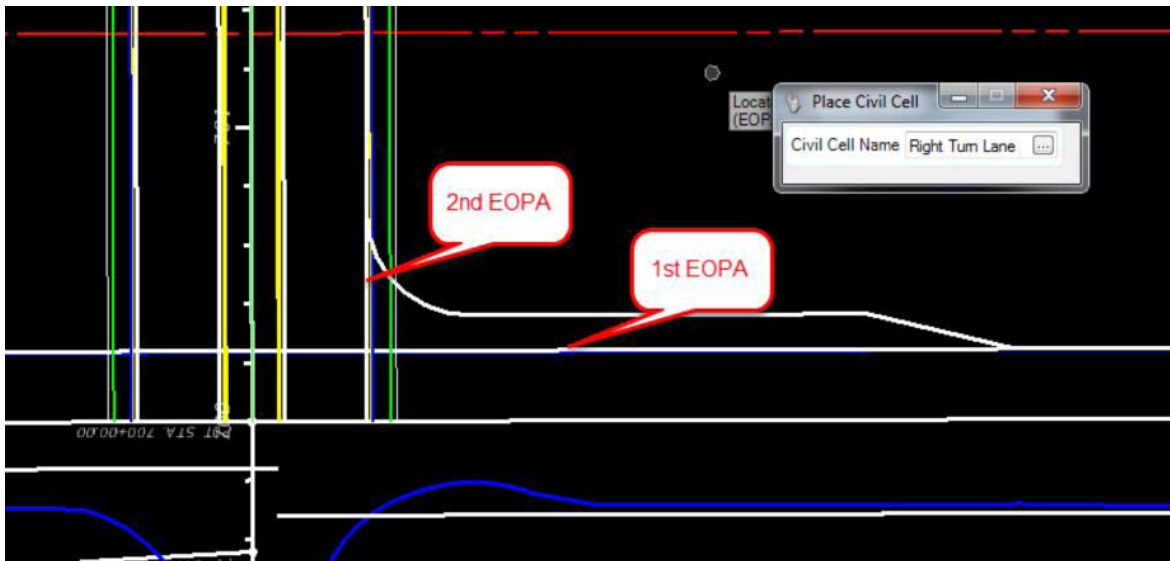 Locat
(EOP
Place Civil Cell
Civil Cell Name Right Turn Lane ...
2nd EOPA
1st EOPA
POT STA. 700+00.00